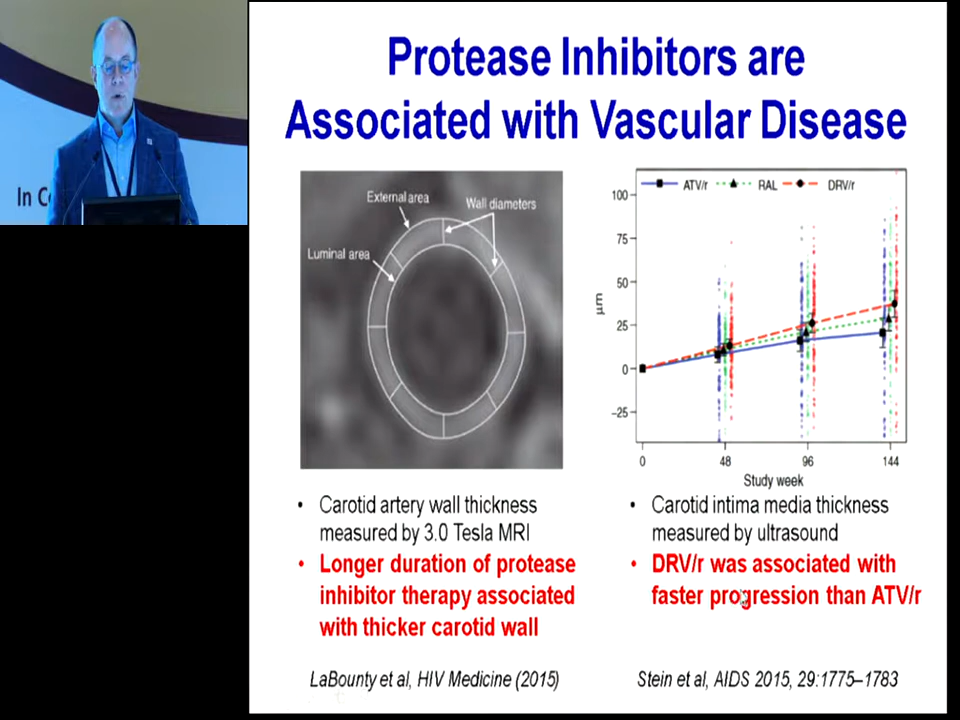 Protease Inhibitors are
Associated with Vascular Disease
In Co
External area
Wall diameters
Luminal area
ATV/r
RAL
DRV/r
100
75
50
25
0
−25
µm
0
48
96
144
Study week
• Carotid artery wall thickness
measured by 3.0 Tesla MRI
• Longer duration of protease
inhibitor therapy associated
with thicker carotid wall
LaBounty et al, HIV Medicine (2015)
• Carotid intima media thickness
measured by ultrasound
• DRV/r was associated with
faster progression than ATV/r
Stein et al, AIDS 2015, 29:1775–1783